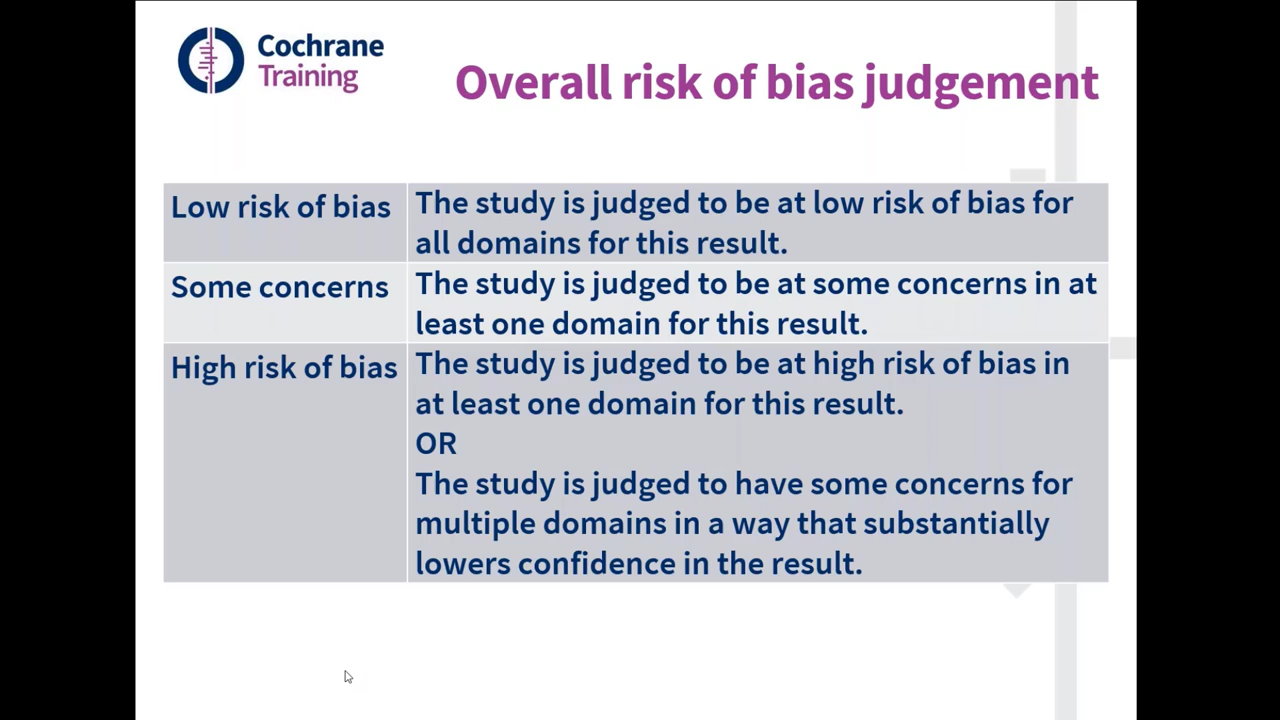 Cochrane
Training
Overall risk of bias judgement
Low risk of bias
The study is judged to be at low risk of bias for
all domains for this result.
Some concerns
The study is judged to be at some concerns in at
least one domain for this result.
High risk of bias
The study is judged to be at high risk of bias in
at least one domain for this result.
OR
The study is judged to have some concerns for
multiple domains in a way that substantially
lowers confidence in the result.